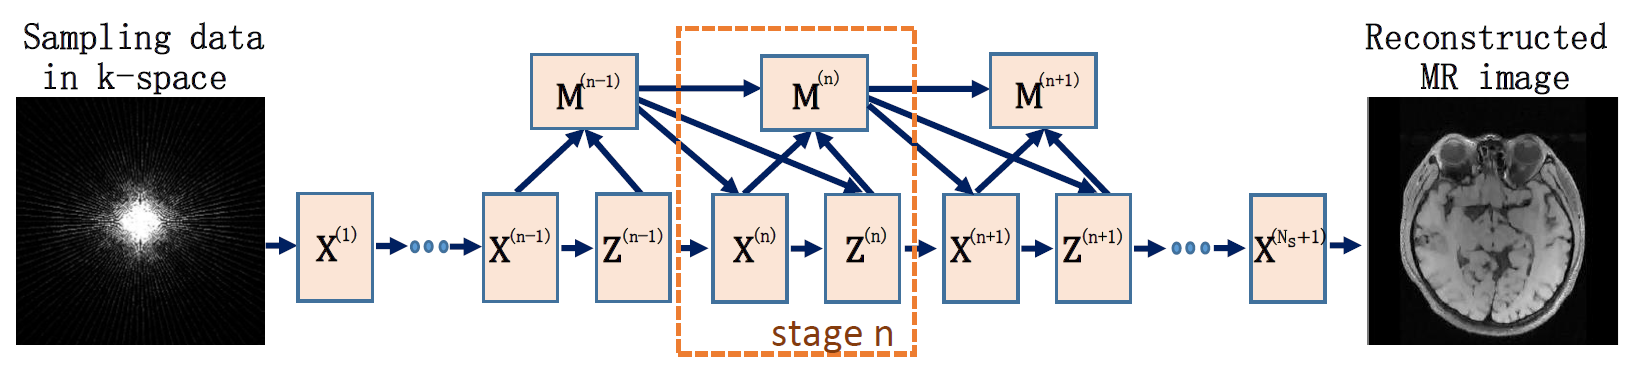 Sampling data
in k-space
Reconstructed
MR image
M(n-1)
M(n)
M(n+1)
X(1)
X(n-1)
Z(n-1)
X(n)
Z(n)
X(n+1)
Z(n+1)
X(Ns+1)
stage n